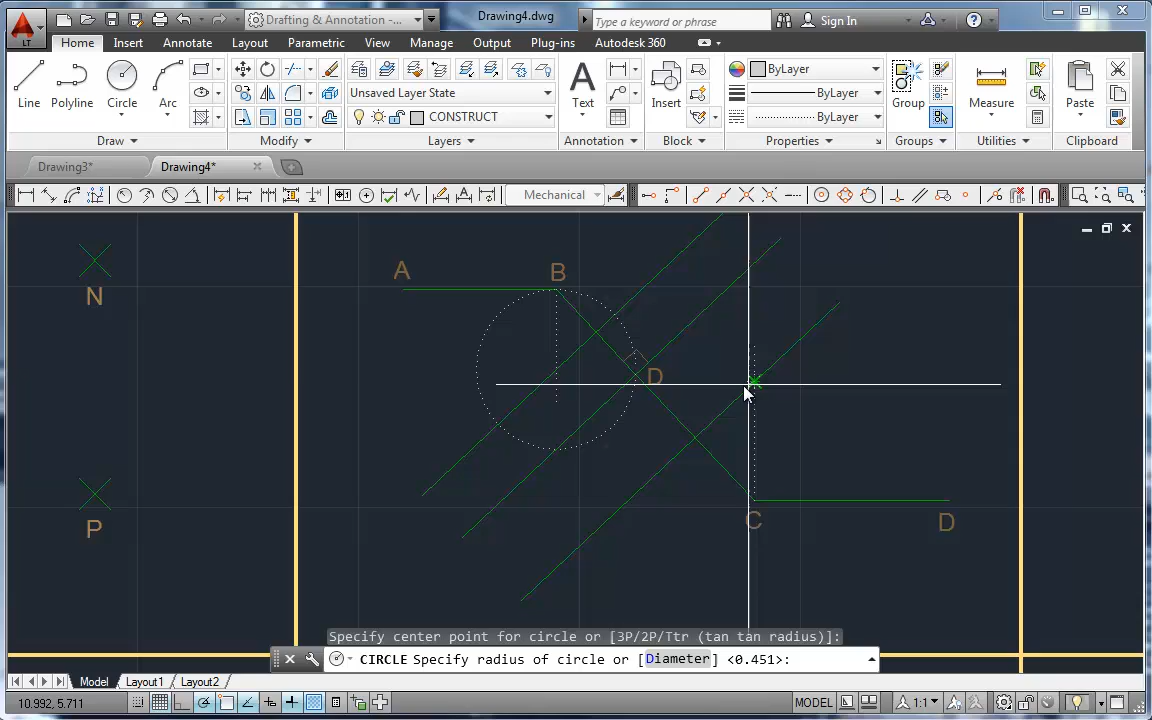 Drafting & Annotation -...
Drawing4.dwg
Type a keyword or phrase
Sign In
LT
Home Insert Annotate Layout Parametric View Manage Output Plug-ins Autodesk 360
Line Polyline Circle Arc
Unsaved Layer State
CONSTRUCT
Text
Insert
ByLayer
ByLayer
ByLayer
Group
Measure
Paste
Draw
Modify
Layers
Annotation
Block
Properties
Groups
Utilities
Clipboard
Drawing3*
Drawing4*
Mechanical
A
B
N
D
P
C
D
Specify center point for circle or [3P/2P/Ttr (tan tan radius)]:
CIRCLE Specify radius of circle or [Diameter] <0.451>:
Model Layout1 Layout2
10.992, 5.711
MODEL
1:1